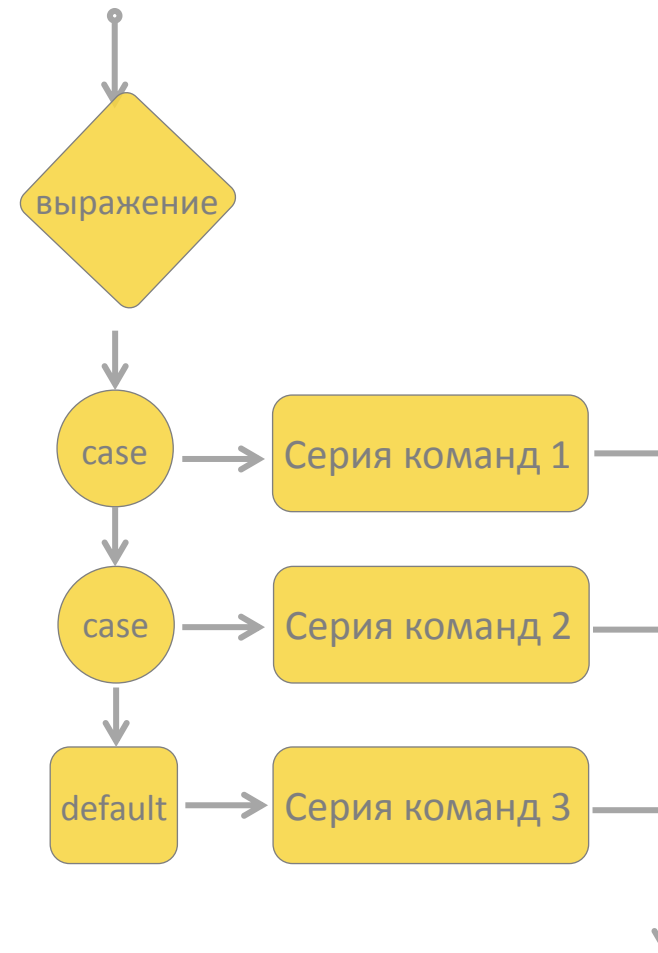 выражение
case
Серия команд 1
case
Серия команд 2
default
Серия команд 3